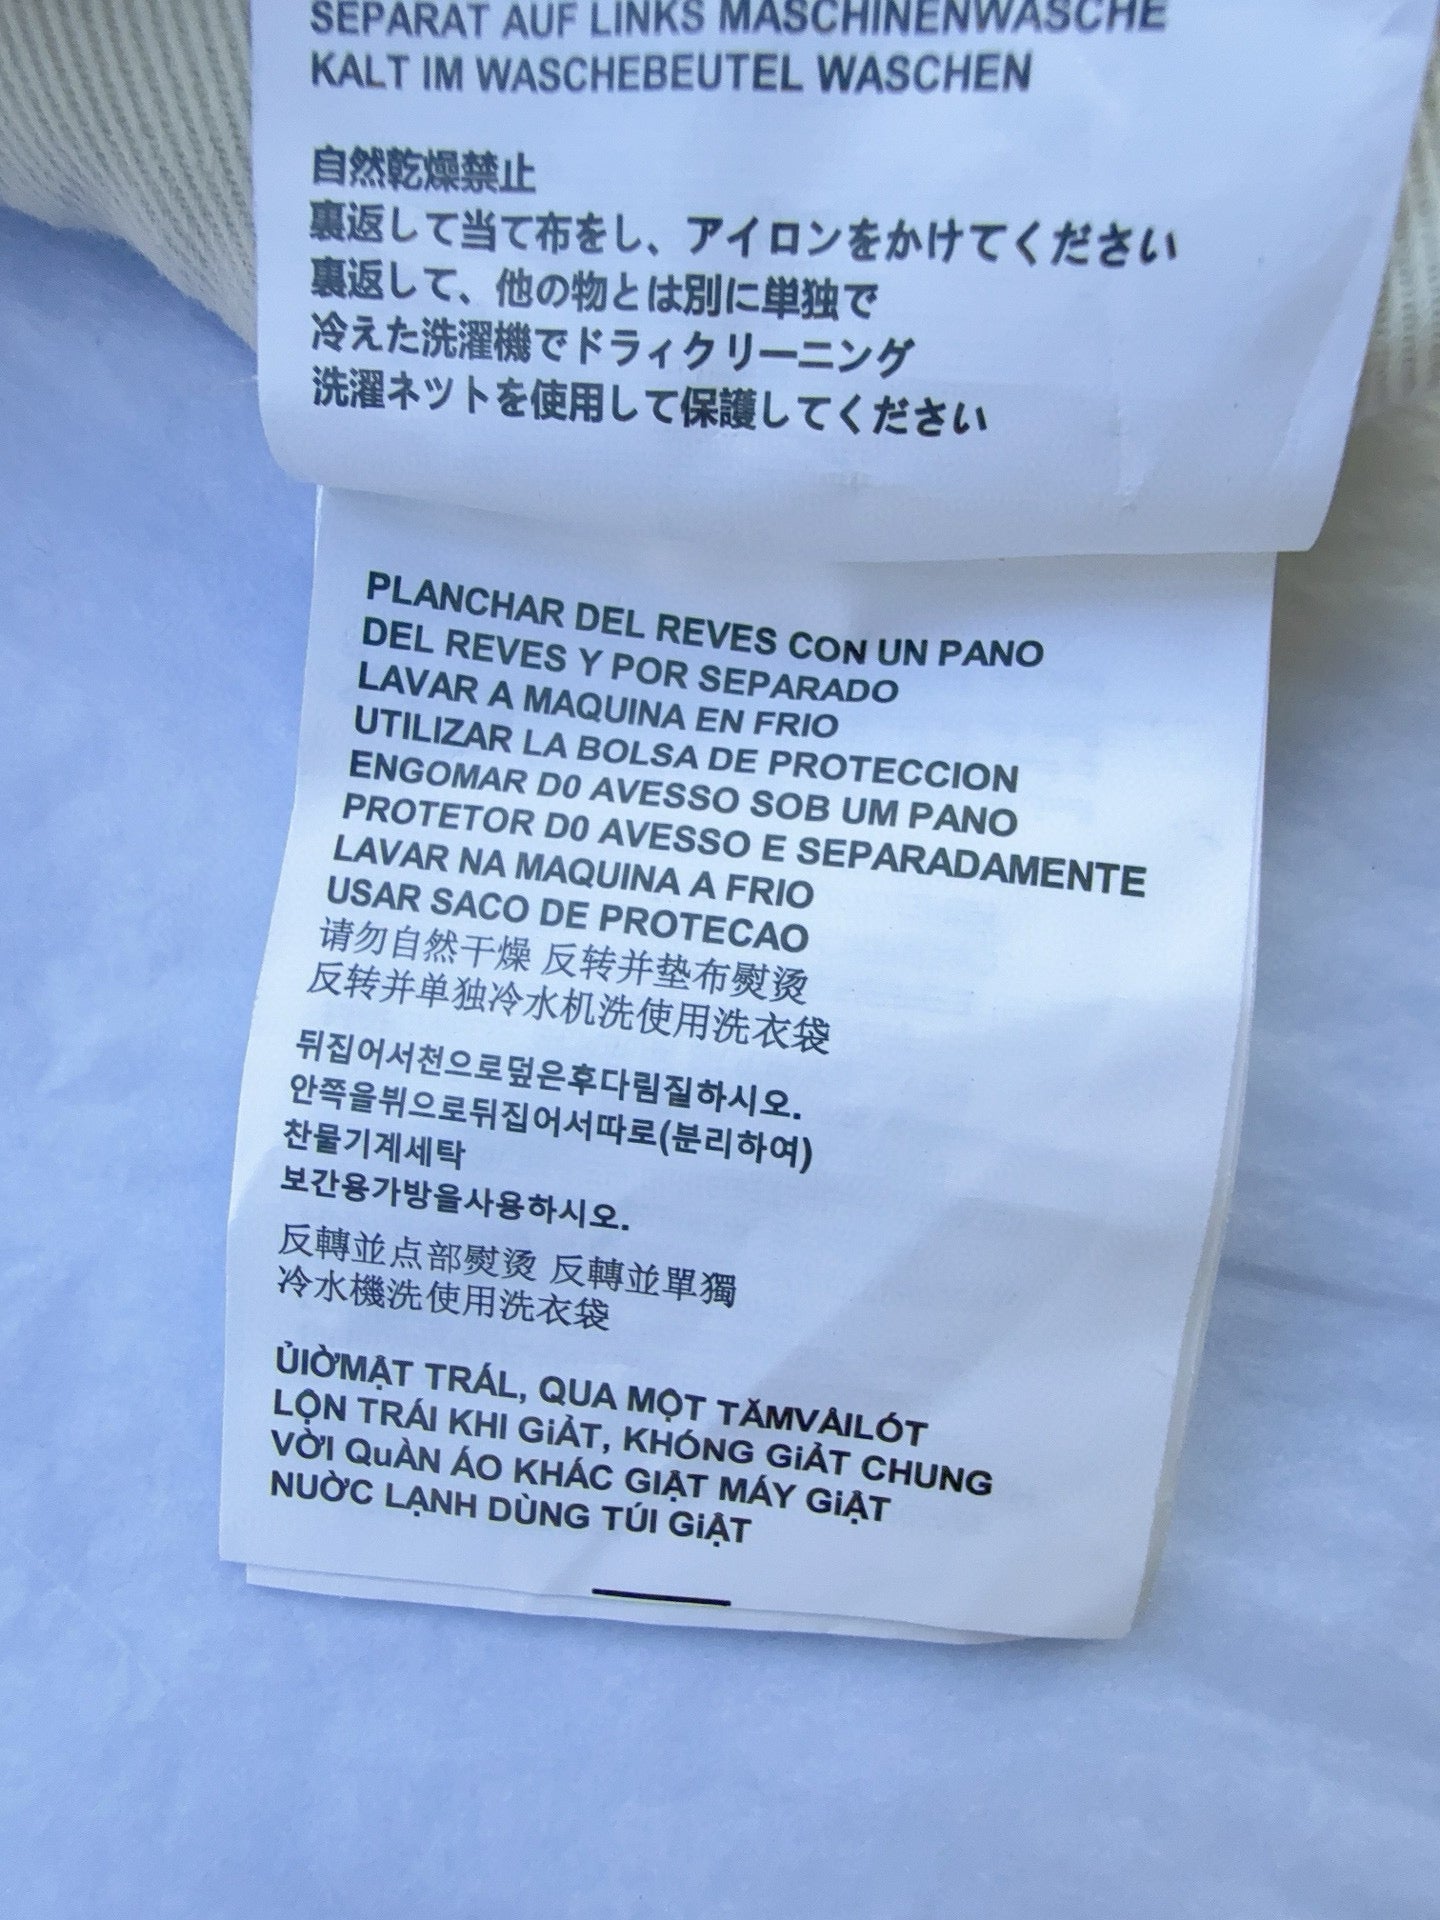 SEPARAT AUF LINKS MASCHINENWASCHE
KALT IM WASCHEBEUTEL WASCHEN
自然乾燥禁止
裏返して当て布をし、アイロンをかけてください
裏返して、他の物とは別に単独で
冷えた洗濯機でドラィクリーニング
洗濯ネットを使用して保護してください
PLANCHAR DEL REVES CON UN PANO
DEL REVES Y POR SEPARADO
LAVAR A MAQUINA EN FRIO
UTILIZAR LA BOLSA DE PROTECCION
ENGOMAR D0 AVESSO SOB UM PANO
PROTETOR D0 AVESSO E SEPARADAMENTE
LAVAR NA MAQUINA A FRIO
USAR SACO DE PROTECAO
请勿自然干燥 反转并垫布熨烫
反转并单独冷水机洗使用洗衣袋
뒤집어서천으로덮은후다림질하시오.
안쪽을뷔으로뒤집어서따로(분리하여)
찬물기계세탁
보간용가방을사용하시오.
反轉並点部熨烫 反轉並單獨
冷水機洗使用洗衣袋
ỦIỜMẬT TRÁL, QUA MỘT TĂMVÂILÓT
LỘN TRÁI KHI GiẢT, KHÓNG GiẢT CHUNG
VỜI QuÀN ÁO KHÁC GIẬT MÁY GiẬT
NUỜC LẠNH DÙNG TÚI GiẬT